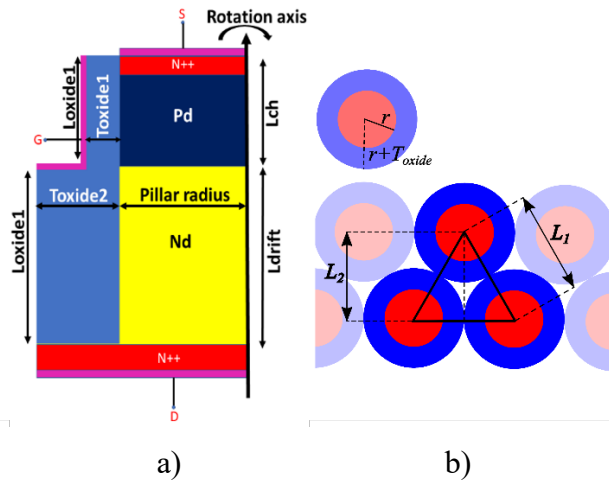 S
Rotation axis
N++
Loxide1
Toxide1
Lch
Pd
G
Toxide2
Pillar radius
Loxide1
Nd
Ldrift
N++
D
a)
r
r+Toxide
L1
L2
b)